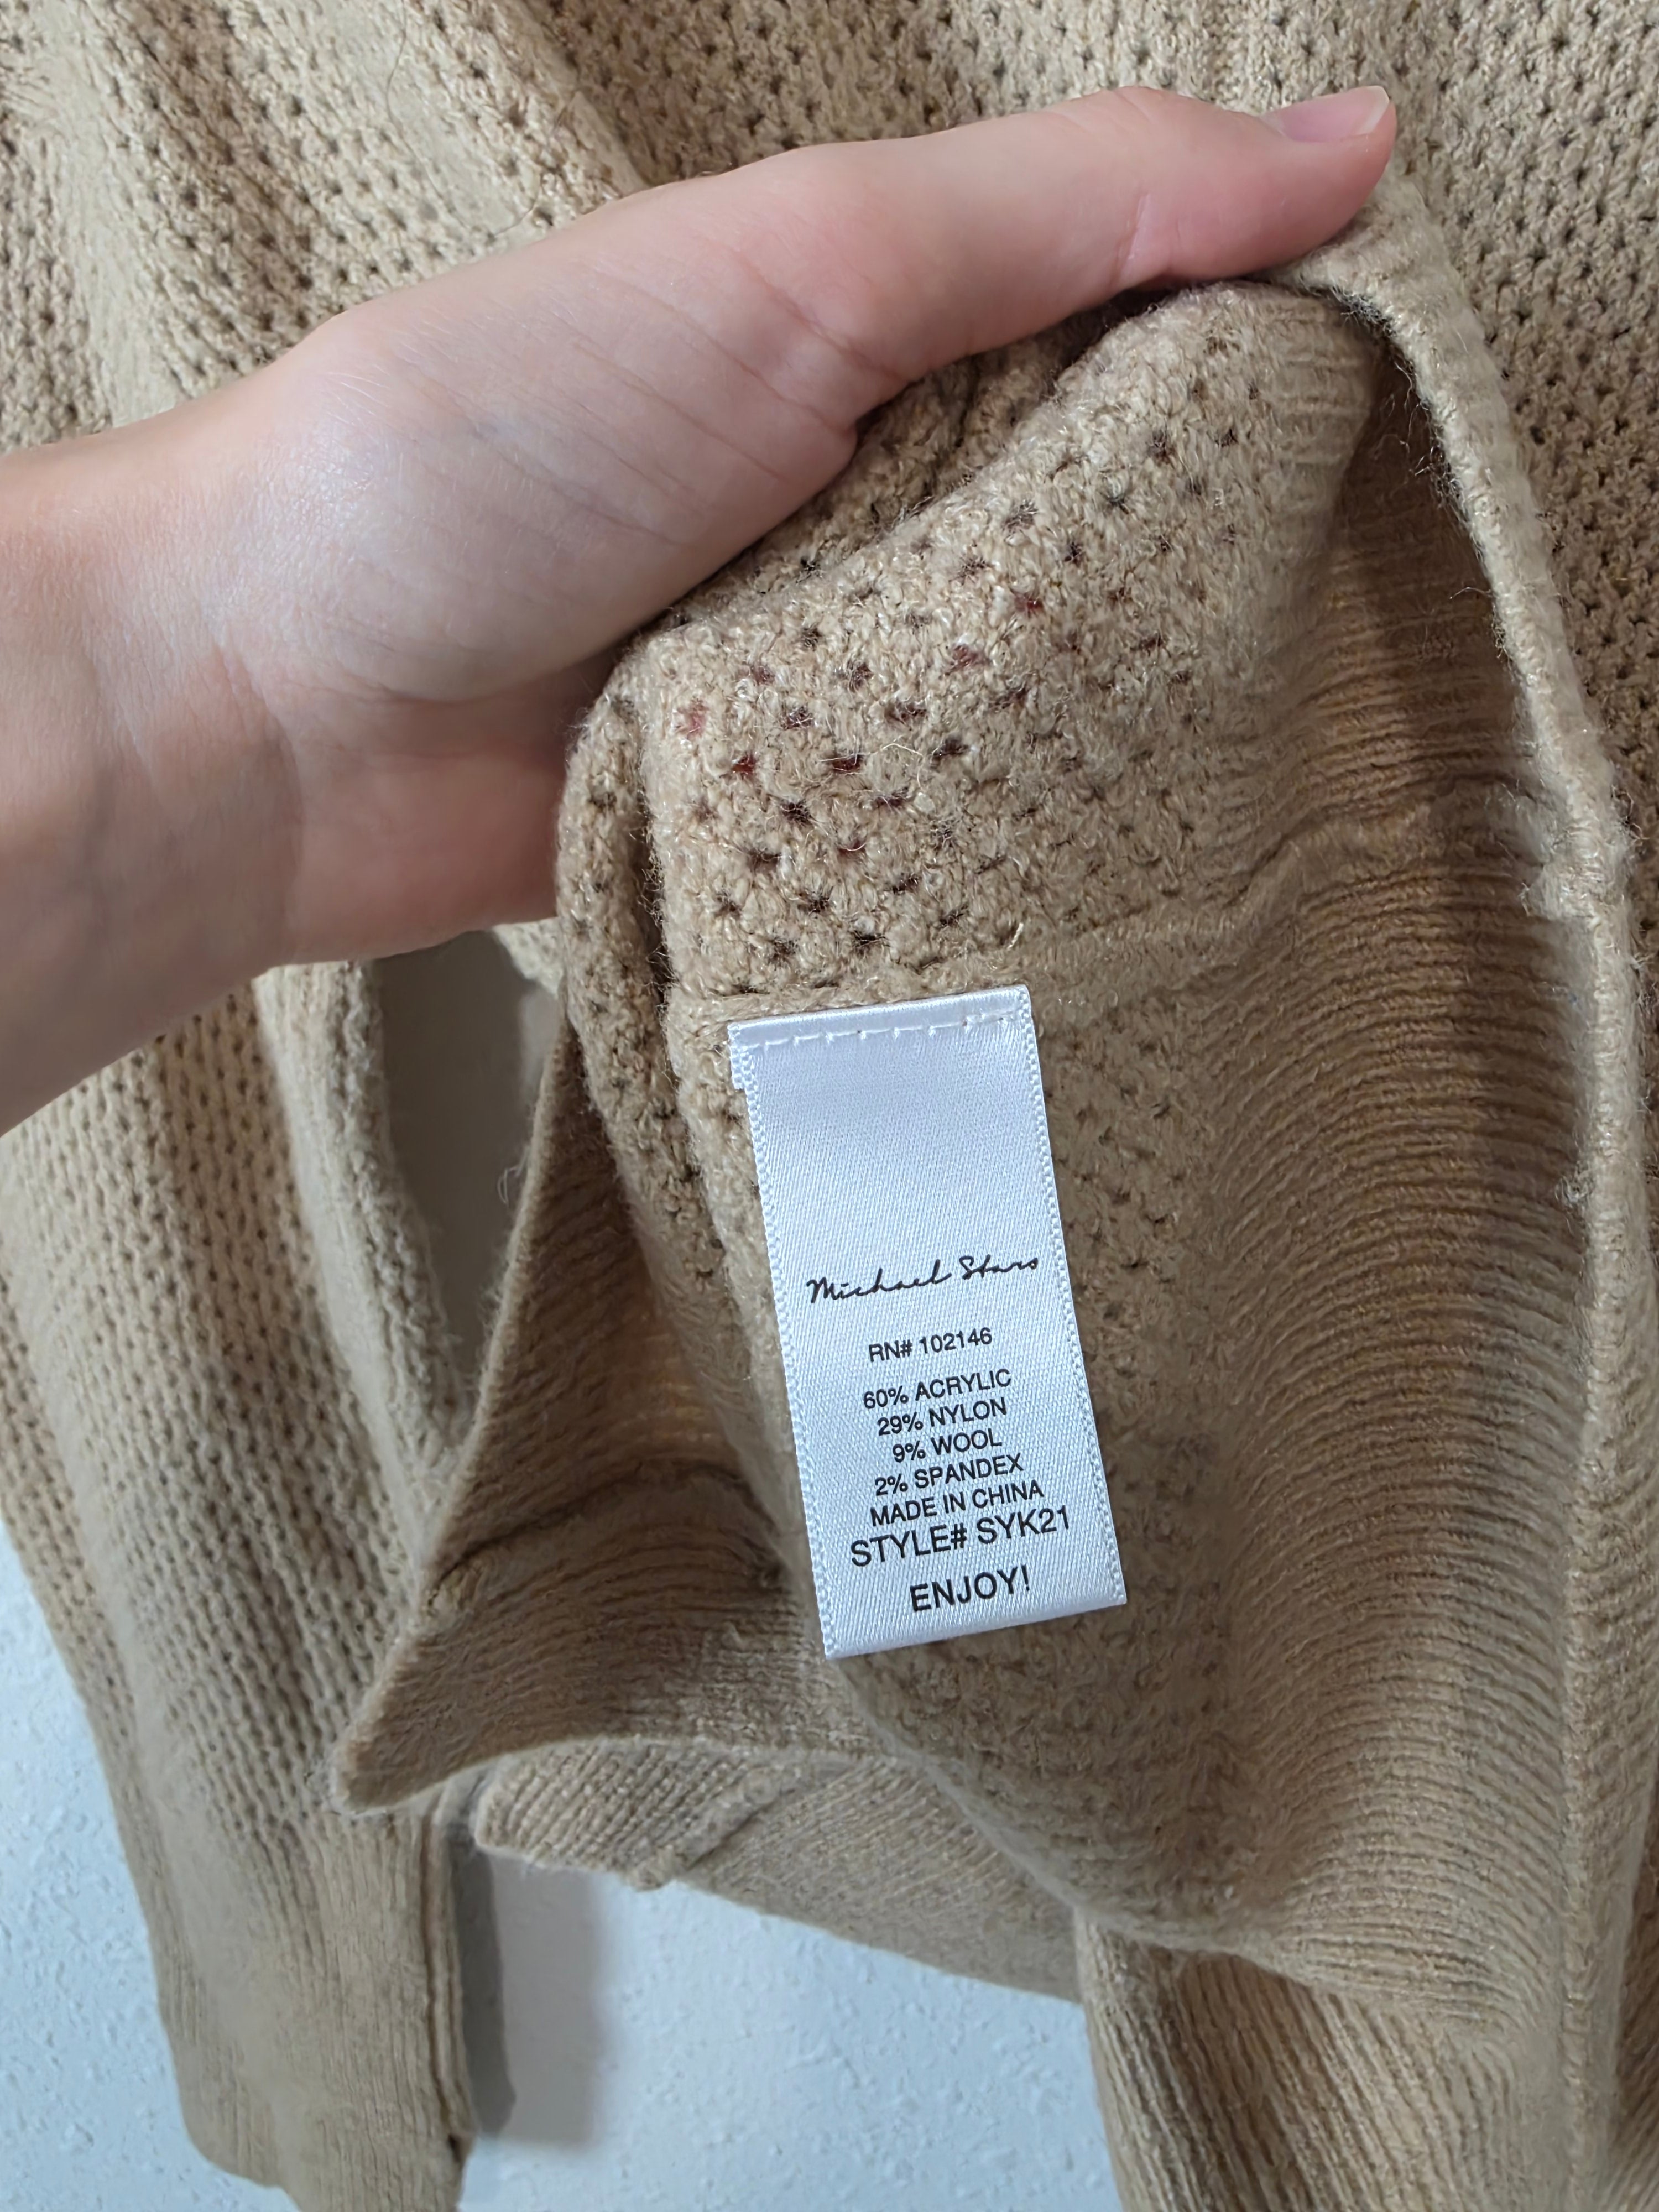 Michael Stars
RN# 102146
60% ACRYLIC
29% NYLON
9% WOOL
2% SPANDEX
MADE IN CHINA
STYLE# SYK21
ENJOY!